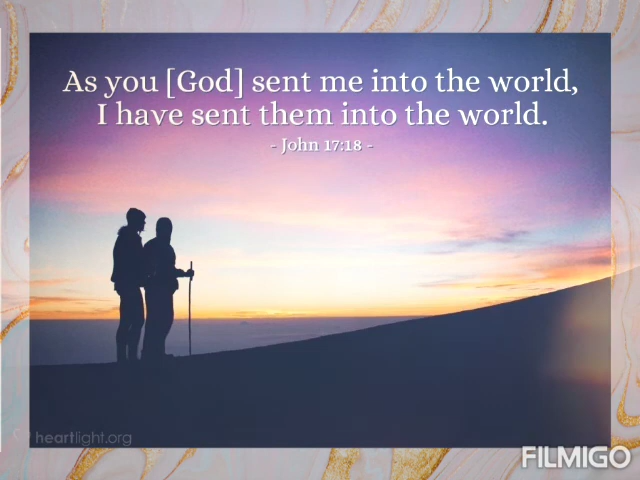 As you [God] sent me into the world,
I have sent them into the world.
- John 17:18 -
heartlight.org
FILMIGO